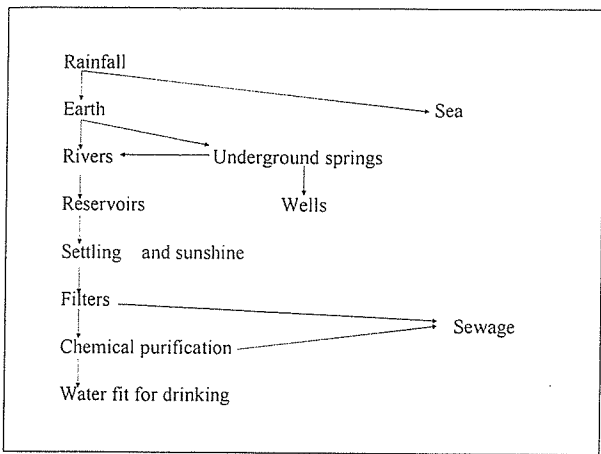 Rainfall
Earth
Sea
Rivers
Underground springs
Reservoirs
Wells
Settling and sunshine
Filters
Sewage
Chemical purification
Water fit for drinking